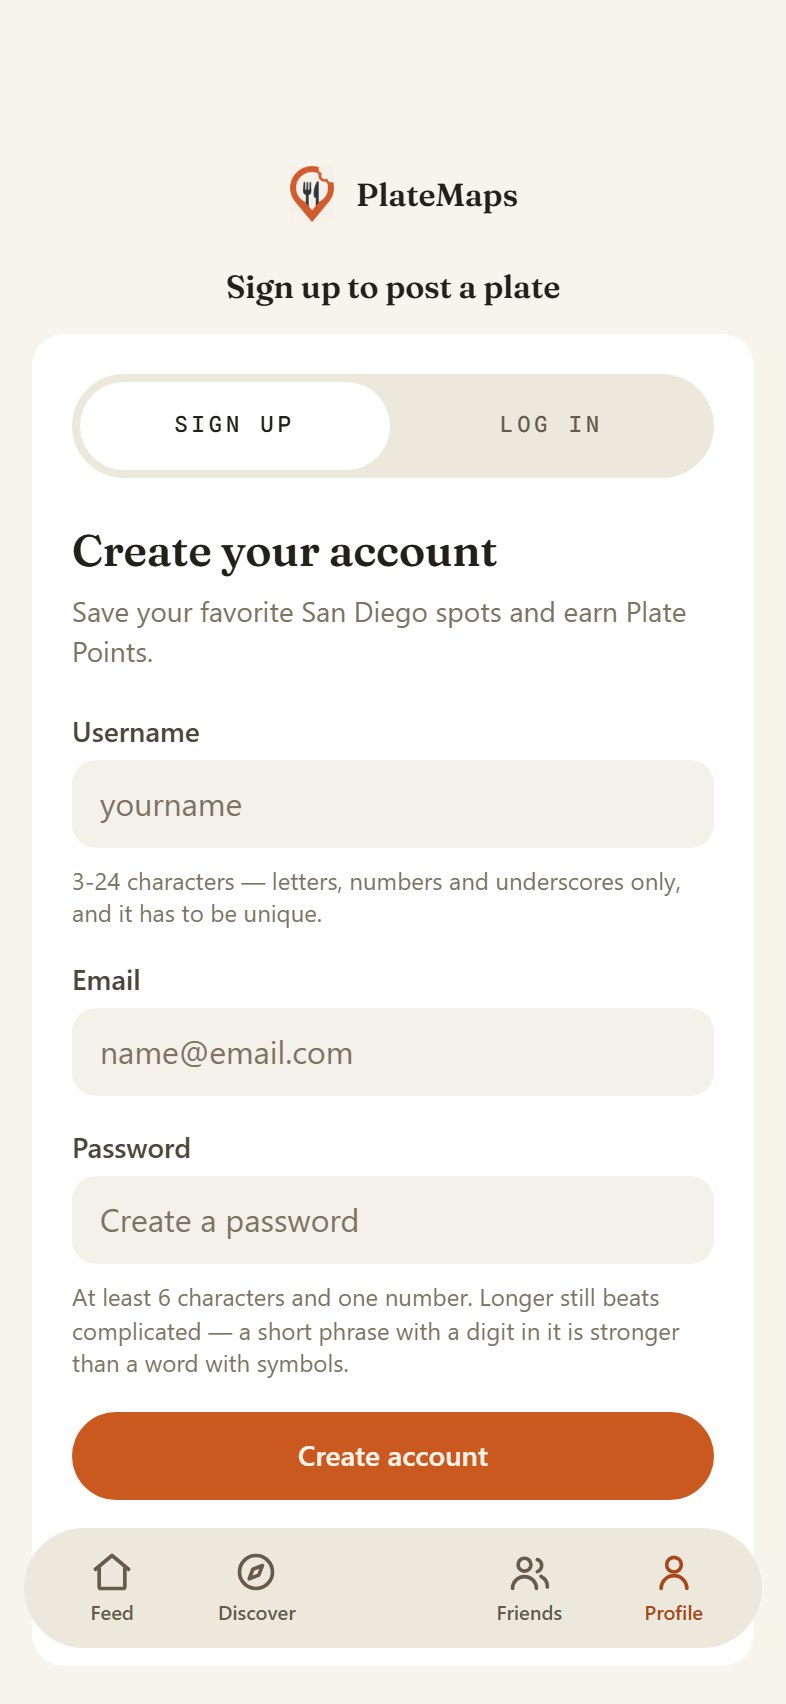 PlateMaps
Sign up to post a plate
SIGN UP
LOG IN
Create your account
Save your favorite San Diego spots and earn Plate
Points.
Username
yourname
3-24 characters — letters, numbers and underscores only,
and it has to be unique.
Email
name@email.com
Password
Create a password
At least 6 characters and one number. Longer still beats
complicated — a short phrase with a digit in it is stronger
than a word with symbols.
Create account
Feed
Discover
Friends
Profile